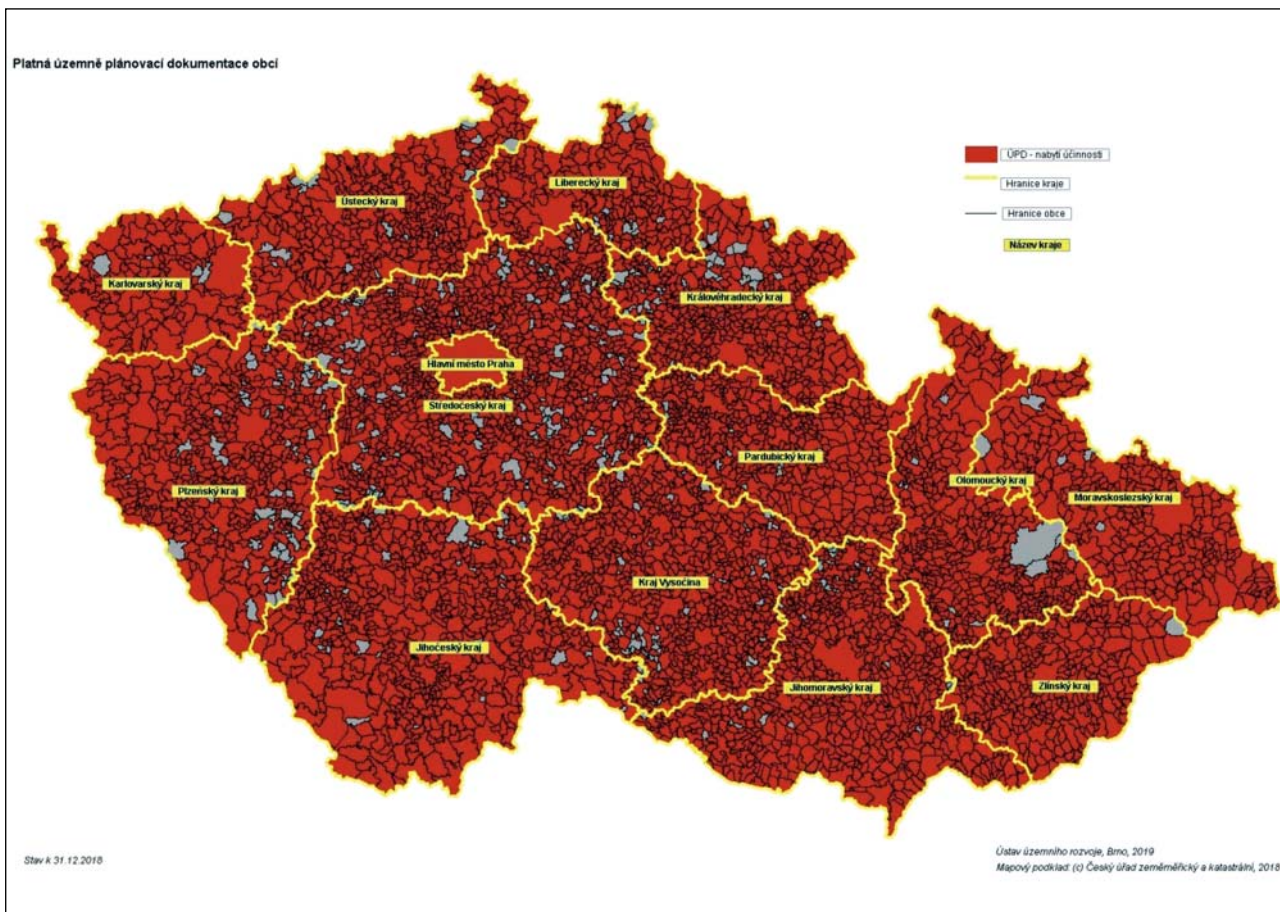 Platná územně plánovací dokumentace obcí
ÚPD - nabytí účinnosti
Hranice kraje
Hranice obce
Název kraje
Liberecký kraj
Ústecký kraj
Karlovarský kraj
Královéhradecký kraj
Hlavní město Praha
Středočeský kraj
Pardubický kraj
Olomoucký kraj
Plzeňský kraj
Moravskoslezský kraj
Kraj Vysočina
Jihočeský kraj
Jihomoravský kraj
Zlínský kraj
Stav k 31.12.2018
Ústav územního rozvoje, Brno, 2019
Mapový podklad: (c) Český úřad zeměměřický a katastrální, 2018